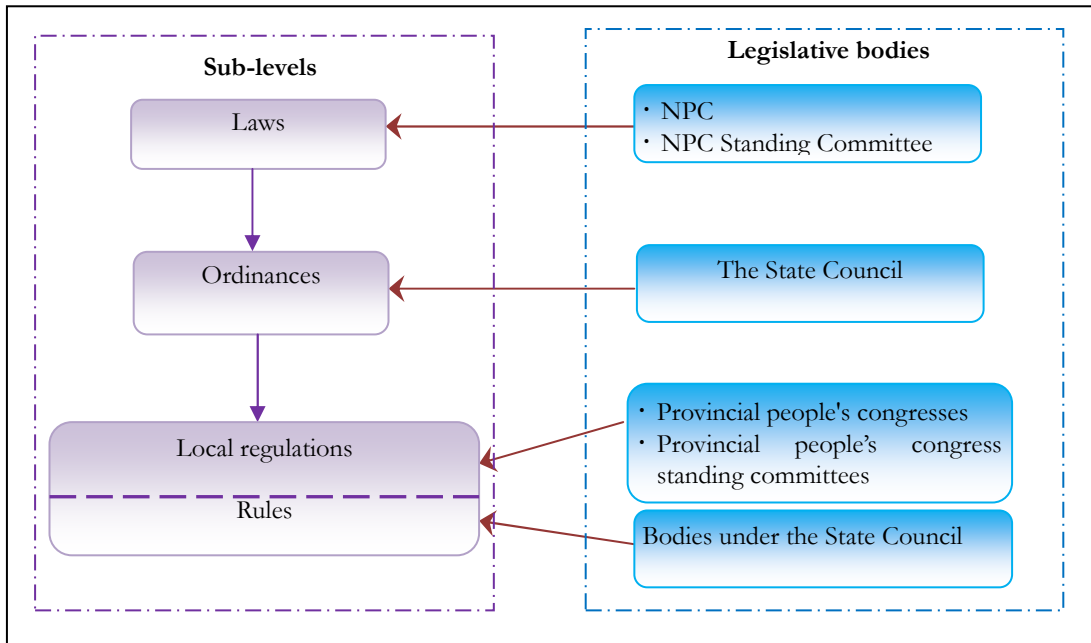 Sub-levels
Laws
Ordinances
Local regulations
Rules
Legislative bodies
· NPC
· NPC Standing Committee
The State Council
· Provincial people's congresses
· Provincial people’s congress
standing committees
Bodies under the State Council